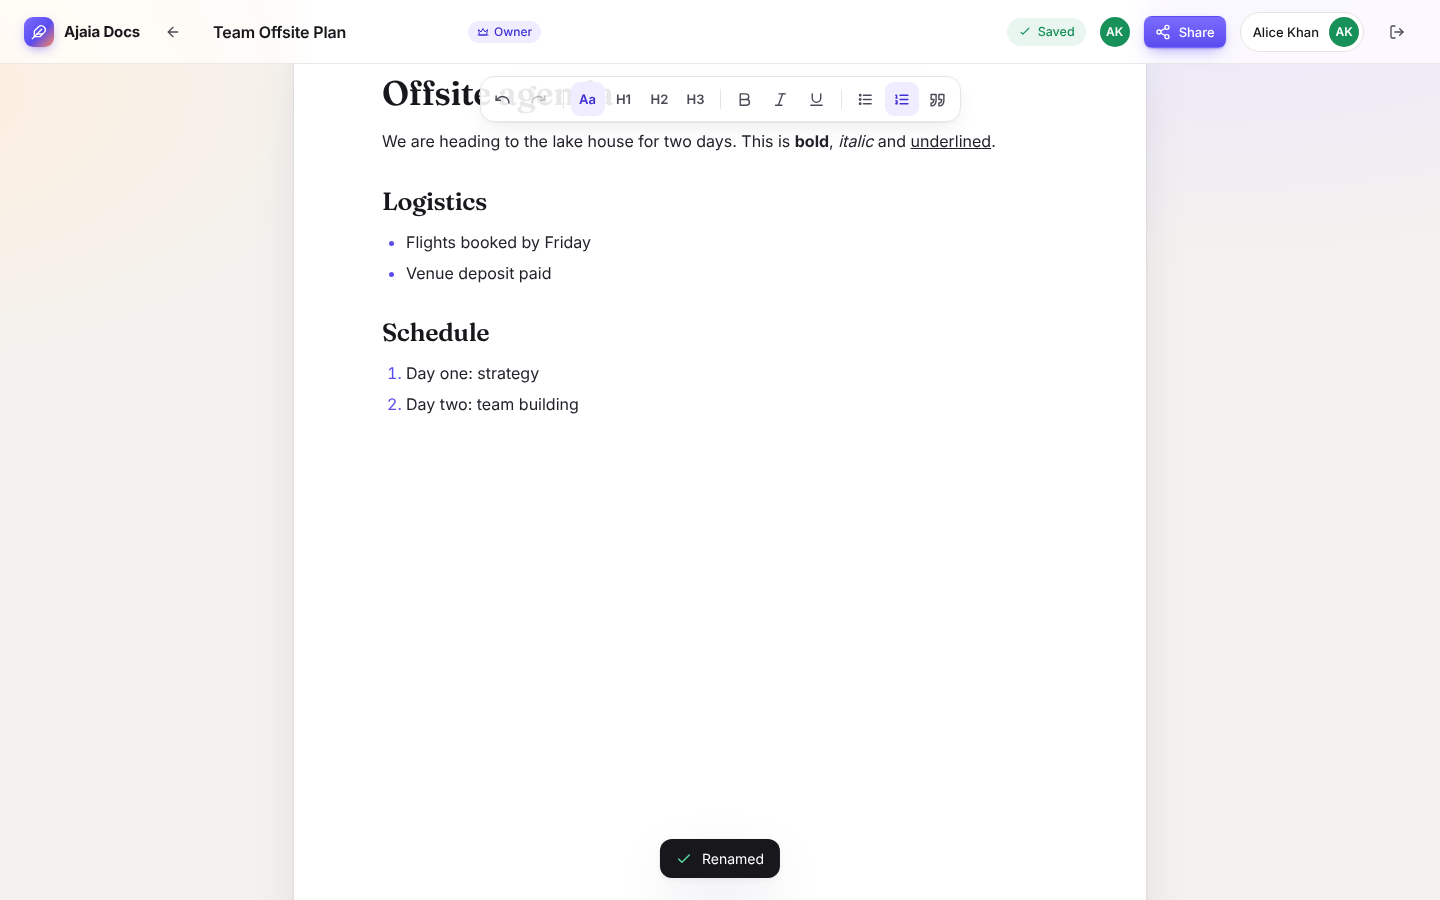 Ajaia Docs
Team Offsite Plan
Owner
Saved
AK
Share
Alice Khan
AK
Offsite agenda
Aa
H1
H2
H3
B
I
U
We are heading to the lake house for two days. This is bold, italic and underlined.
Logistics
• Flights booked by Friday
• Venue deposit paid
Schedule
1. Day one: strategy
2. Day two: team building
Renamed